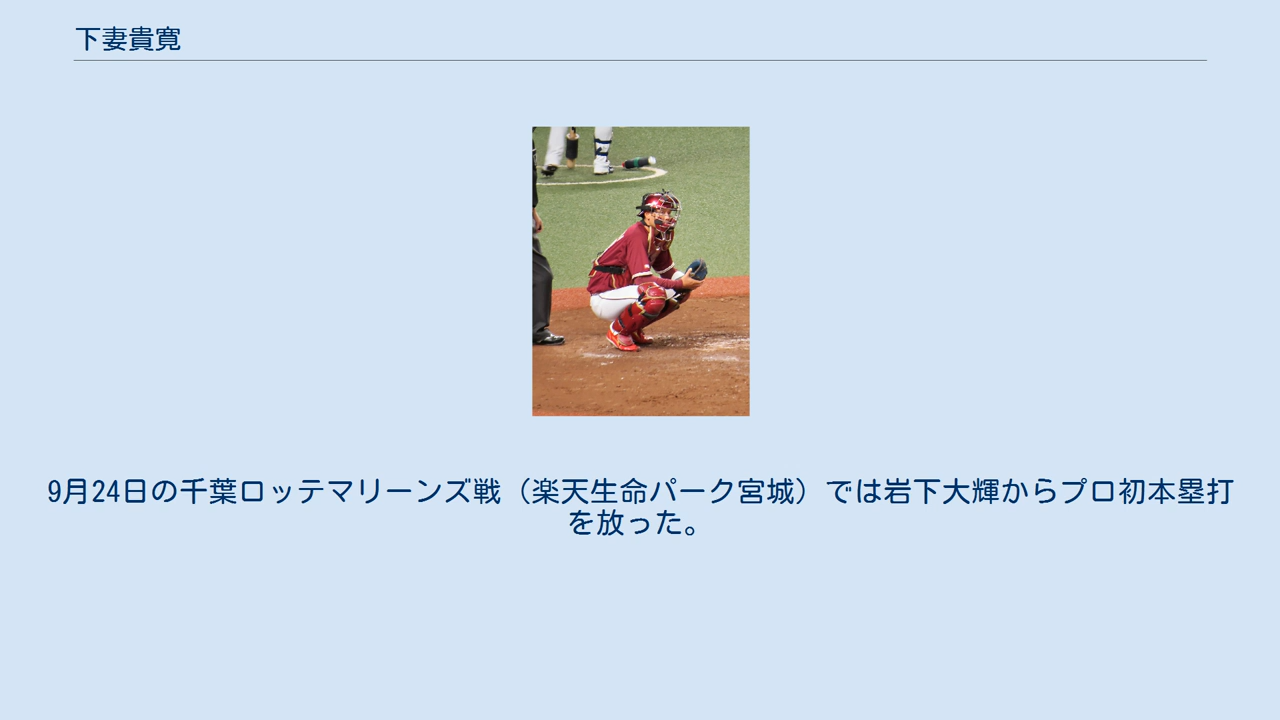 下妻貴寛
9月24日の千葉ロッテマリーンズ戦（楽天生命パーク宮城）では岩下大輝からプロ初本塁打
を放った。